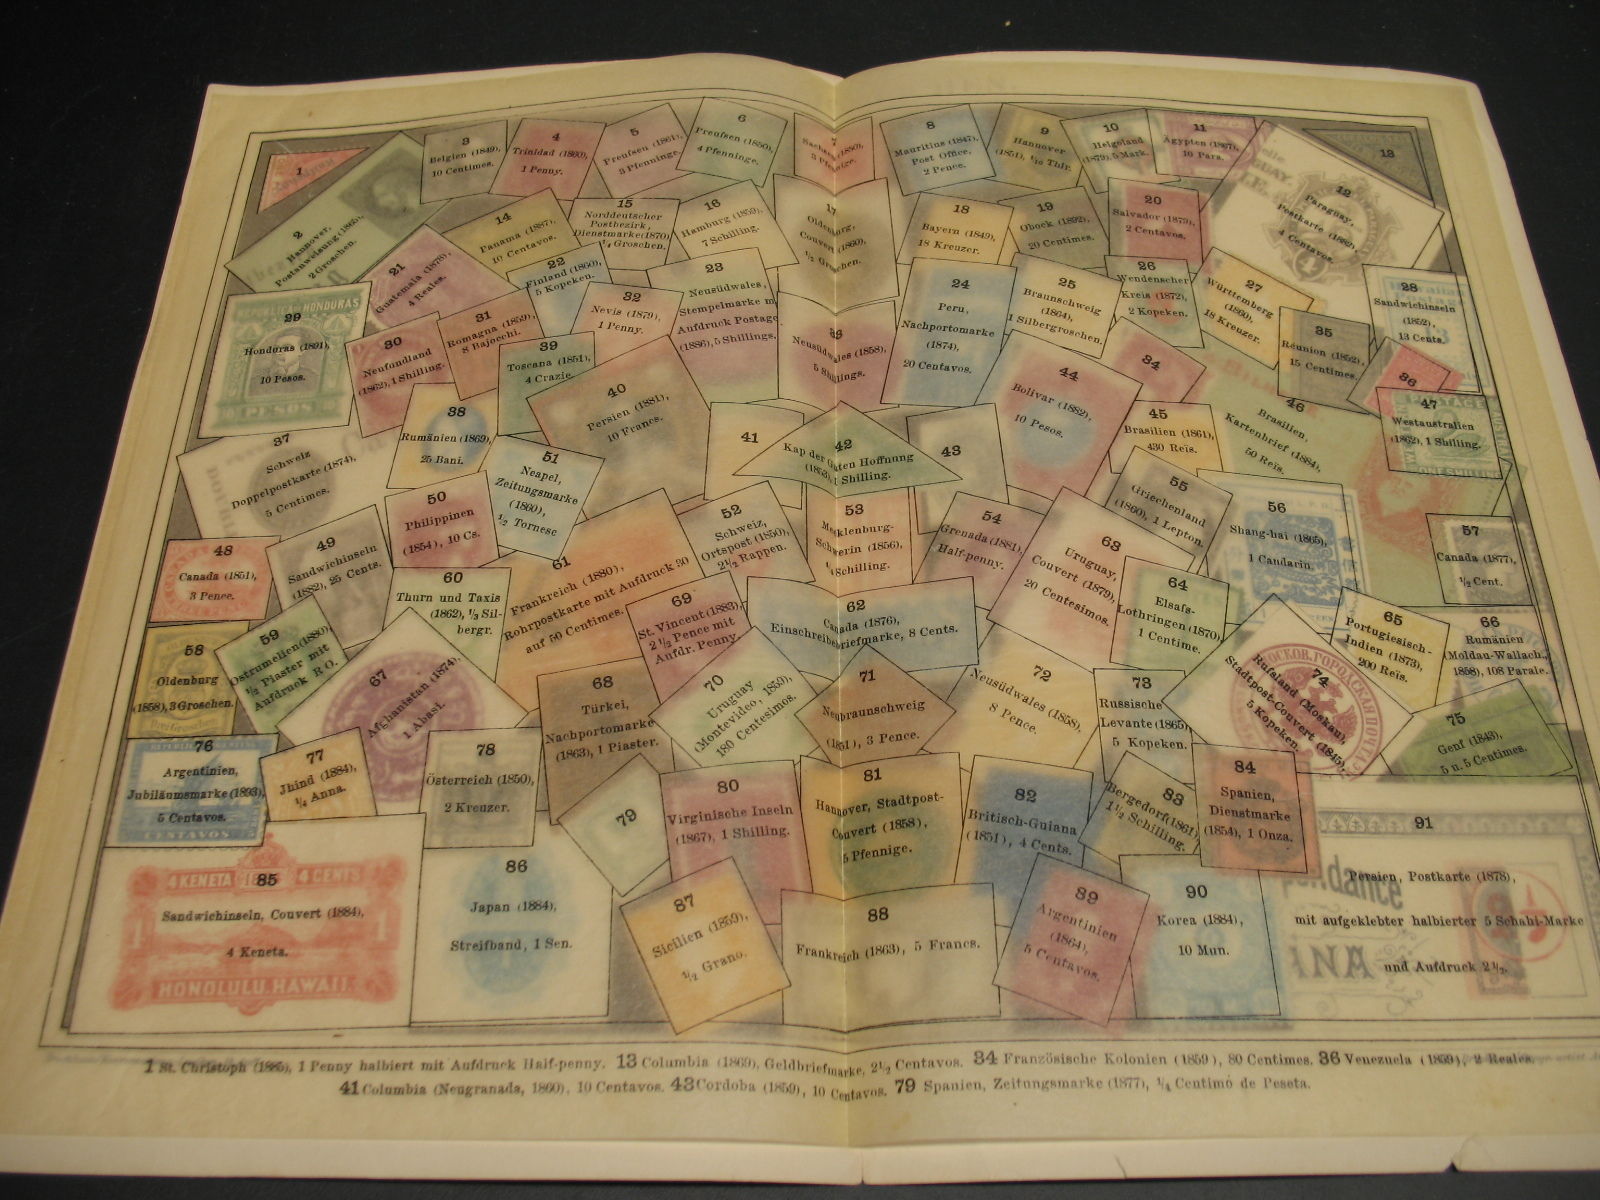 1
2
Hannover,
Postanweisung (1865),
2 Groschen.
3
Belgien (1849),
10 Centimes.
4
Trinidad (1860),
1 Penny.
5
Preufsen (1861),
3 Pfenninge.
6
Preufsen (1850),
4 Pfenninge.
7
Sachsen (1850),
3 Pfennige.
8
Mauritius (1847),
Post Office,
2 Pence.
9
Hannover
(1851), 1/10 Thlr.
10
Helgoland
(1879), 5 Mark.
11
Ägypten (1867),
10 Para.
12
Paraguay,
Postkarte (1882),
4 Centavos.
13
14
Panama (1887),
10 Centavos.
15
Norddeutscher
Postbezirk,
Dienstmarke (1870),
1/4 Groschen.
16
Hamburg (1859),
7 Schilling.
17
Oldenburg,
Couvert (1860),
1/2 Groschen.
18
Bayern (1849),
18 Kreuzer.
19
Obock (1892),
20 Centimes.
20
Salvador (1879),
2 Centavos.
21
Guatemala (1878),
4 Reales.
22
Finland (1860),
5 Kopeken.
23
Neusüdwales,
Stempelmarke m.
Aufdruck Postage
(1886), 5 Shillings.
24
Peru,
Nachportomarke
(1874),
20 Centavos.
25
Braunschweig
(1864),
1 Silbergroschen.
26
Wendenscher
Kreis (1872),
2 Kopeken.
27
Württemberg
(1860),
18 Kreuzer.
28
Sandwichinseln
(1852),
13 Cents.
29
REPUBLICA HONDURAS
Honduras (1891),
10 Pesos.
10 PESOS 10
30
Neufundland
(1862), 1 Shilling.
31
Romagna (1859),
8 Bajocchi.
32
Nevis (1879),
1 Penny.
33
Neusüdwales (1858),
5 Shillings.
34
35
Réunion (1852),
15 Centimes.
36
37
Schweiz
Doppelpostkarte (1874),
5 Centimes.
38
Rumänien (1869),
25 Bani.
39
Toscana (1851),
4 Crazie.
40
Persien (1881),
10 Francs.
41
42
Kap der Guten Hoffnung
(1853), 1 Shilling.
43
44
Bolivar (1882),
10 Pesos.
45
Brasilien (1861),
430 Reis.
46
Brasilien,
Kartenbrief (1884),
50 Reis.
47
POSTAGE
Westaustralien
(1862), 1 Shilling.
ONE SHILLING
48
Canada (1851),
3 Pence.
49
Sandwichinseln
(1882), 25 Cents.
50
Philippinen
(1854), 10 Cs.
51
Neapel,
Zeitungsmarke
(1860),
1/2 Tornese
52
Schweiz,
Ortspost (1850),
2 1/2 Rappen.
53
Mecklenburg-
Schwerin (1856),
1/4 Schilling.
54
Grenada (1881),
Half-penny.
55
Griechenland
(1860), 1 Lepton.
56
Shang-hai (1865),
1 Candarin.
57
Canada (1877),
1/2 Cent.
58
Oldenburg
(1858), 3 Groschen.
59
Ostrumelien (1880),
1/2 Piaster mit
Aufdruck R.O.
60
Thurn und Taxis
(1862), 1/3 Sil-
bergr.
61
Frankreich (1880),
Rohrpostkarte mit Aufdruck 30
auf 50 Centimes.
62
Canada (1876),
Einschreibebriefmarke, 8 Cents.
63
Uruguay,
Couvert (1879),
20 Centesimos.
64
Elsafs-
Lothringen (1870),
1 Centime.
65
Portugiesisch-
Indien (1873),
200 Reis.
66
Rumänien
(Moldau-Wallach.,
1858), 108 Parale.
67
Afghanistan (1874),
1 Abasi.
68
Türkei,
Nachportomarke
(1863), 1 Piaster.
69
St. Vincent (1883),
2 1/2 Pence mit
Aufdr. Penny.
70
Uruguay
(Montevideo, 1859),
180 Centesimos.
71
Neubraunschweig
(1851), 3 Pence.
72
Neusüdwales (1858),
8 Pence.
73
Russische
Levante (1865),
5 Kopeken.
74
Rufsland (Moskau),
Stadtpost-Couvert (1845),
5 Kopeken.
75
Genf (1843),
5 u. 5 Centimes.
76
Argentinien,
Jubiläumsmarke (1893),
5 Centavos.
CENTAVOS
77
Jhind (1884),
1/4 Anna.
78
Österreich (1850),
2 Kreuzer.
79
80
Virginische Inseln
(1867), 1 Shilling.
81
Hannover, Stadtpost-
Couvert (1858),
5 Pfennige.
82
Britisch-Guiana
(1851), 4 Cents.
83
Bergedorf (1861),
1 1/2 Schilling.
84
Spanien,
Dienstmarke
(1854), 1 Onza.
85
4 KENETA 4 CENTS
Sandwichinseln, Couvert (1884),
4 Keneta.
HONOLULU, HAWAII.
86
Japan (1884),
Streifband, 1 Sen.
87
Sicilien (1859),
1/2 Grano.
88
Frankreich (1863), 5 Francs.
89
Argentinien
(1864),
5 Centavos.
90
Korea (1884),
10 Mun.
91
Persien, Postkarte (1878),
mit aufgeklebter halbierter 5 Schahi-Marke
und Aufdruck 2 1/2.
1 St. Christoph (1885), 1 Penny halbiert mit Aufdruck Half-penny. 13 Columbia (1869), Geldbriefmarke, 2 1/2 Centavos. 34 Französische Kolonien (1859), 80 Centimes. 36 Venezuela (1859), 2 Reales.
41 Columbia (Neugranada, 1860), 10 Centavos. 43 Cordoba (1859), 10 Centavos. 79 Spanien, Zeitungsmarke (1877), 1/4 Centimo de Peseta.